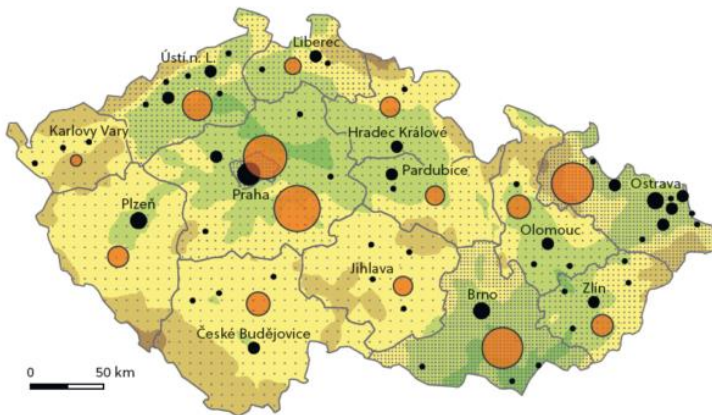 Liberec
Ústí n. L.
Karlovy Vary
Hradec Králové
Pardubice
Praha
Plzeň
Ostrava
Olomouc
Jihlava
Brno
Zlín
České Budějovice
0 50 km